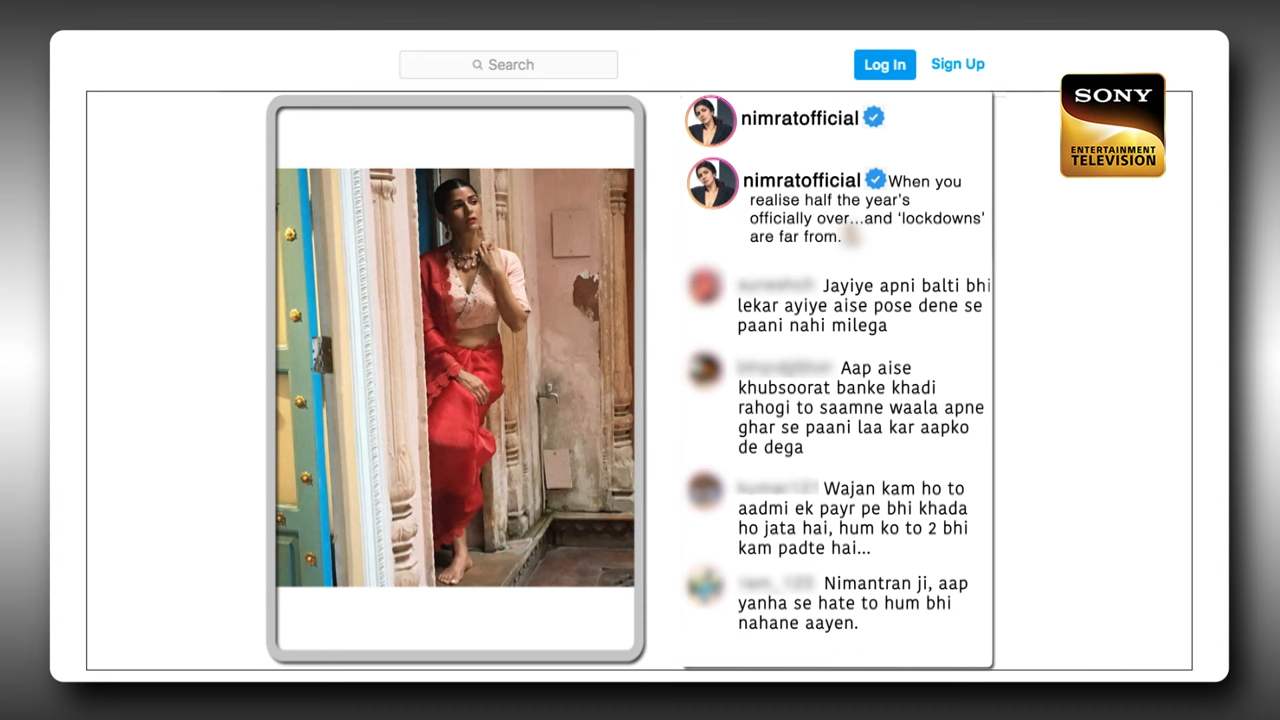 Search
Log In
Sign Up
SONY
ENTERTAINMENT
TELEVISION
nimratofficial
nimratofficial When you
realise half the year's
officially over...and ‘lockdowns’
are far from.
Jayiye apni balti bhi
lekar ayiye aise pose dene se
paani nahi milega
Aap aise
khubsoorat banke khadi
rahogi to saamne waala apne
ghar se paani laa kar aapko
de dega
Wajan kam ho to
aadmi ek payr pe bhi khada
ho jata hai, hum ko to 2 bhi
kam padte hai...
Nimantran ji, aap
yanha se hate to hum bhi
nahane aayen.